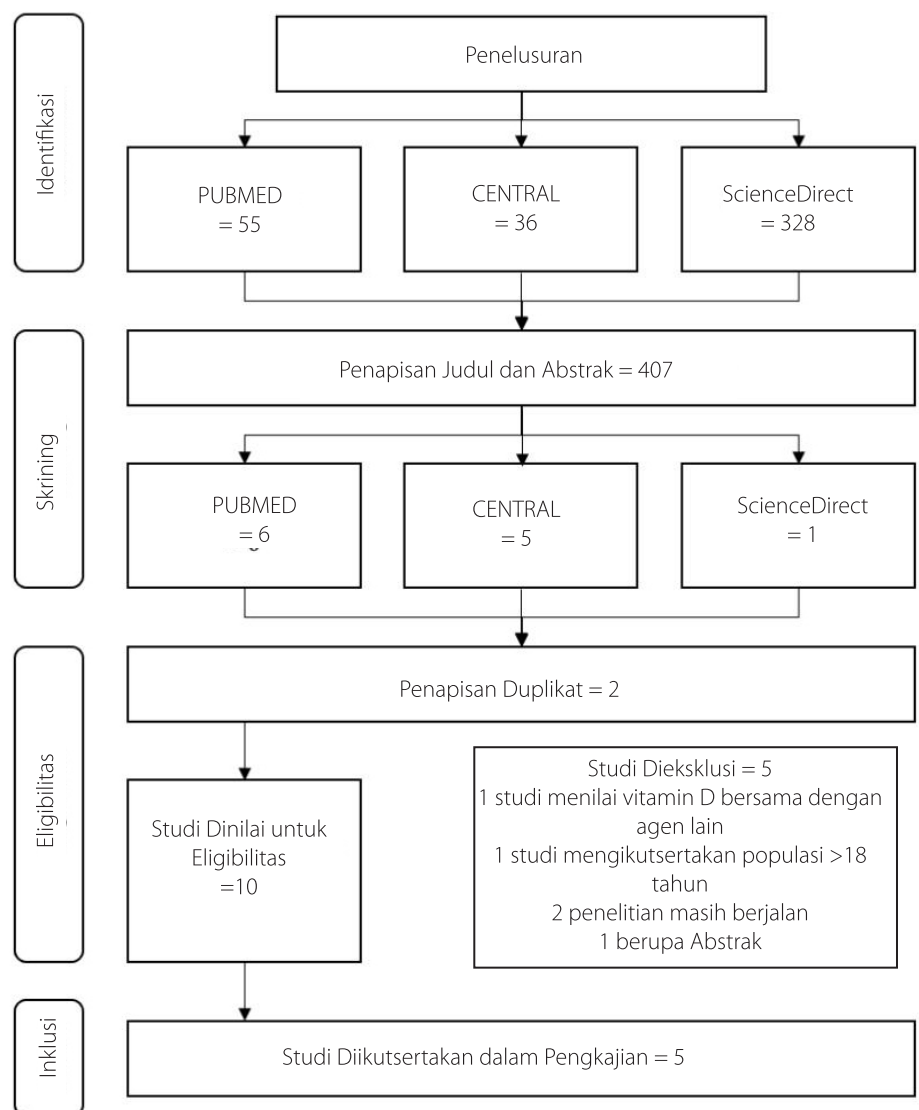 Identifikasi
Penelusuran
PUBMED
= 55
CENTRAL
= 36
ScienceDirect
= 328
Skrining
Penapisan Judul dan Abstrak = 407
PUBMED
= 6
CENTRAL
= 5
ScienceDirect
= 1
Eligibilitas
Penapisan Duplikat = 2
Studi Dinilai untuk
Eligibilitas
=10
Studi Dieksklusi = 5
1 studi menilai vitamin D bersama dengan
agen lain
1 studi mengikutsertakan populasi >18
tahun
2 penelitian masih berjalan
1 berupa Abstrak
Inklusi
Studi Diikutsertakan dalam Pengkajian = 5